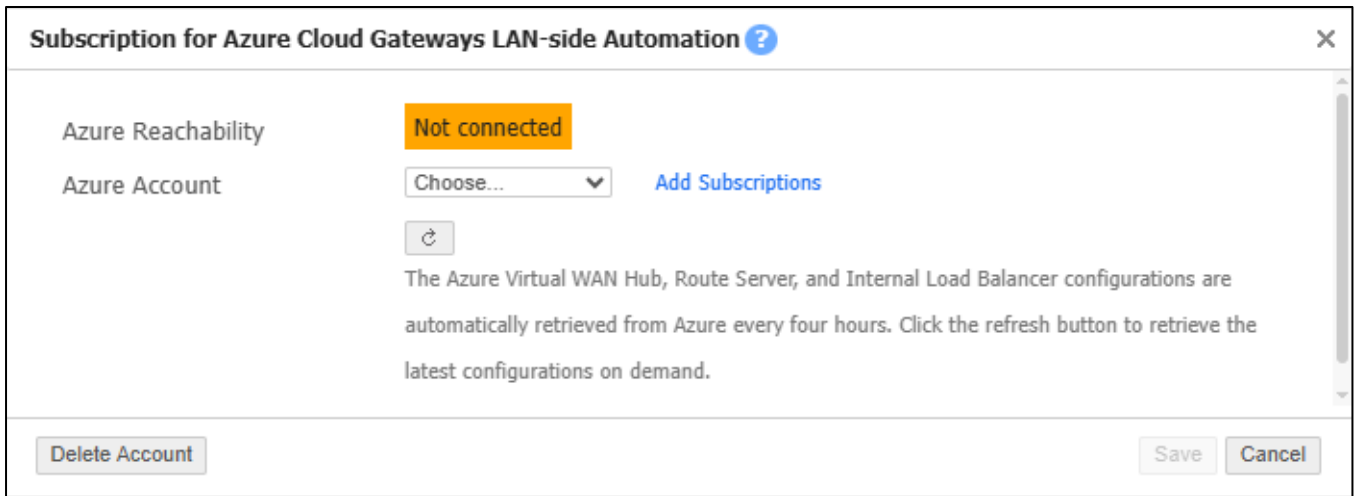 Subscription for Azure Cloud Gateways LAN-side Automation ?
Azure Reachability Not connected
Azure Account Choose... Add Subscriptions
The Azure Virtual WAN Hub, Route Server, and Internal Load Balancer configurations are
automatically retrieved from Azure every four hours. Click the refresh button to retrieve the
latest configurations on demand.
Delete Account Save Cancel